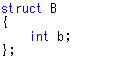 struct B
{
    int b;
};